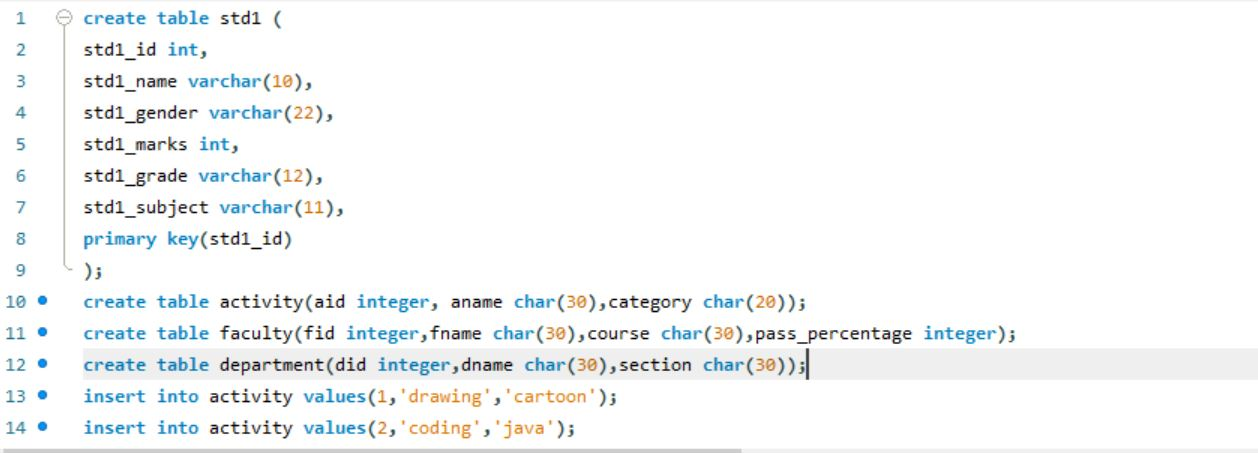 1 create table std1 (
2 std1_id int,
3 std1_name varchar(10),
4 std1_gender varchar(22),
5 std1_marks int,
6 std1_grade varchar(12),
7 std1_subject varchar(11),
8 primary key(std1_id)
9 );
10 create table activity(aid integer, aname char(30),category char(20));
11 create table faculty(fid integer,fname char(30),course char(30),pass_percentage integer);
12 create table department(did integer,dname char(30),section char(30));
13 insert into activity values(1,'drawing','cartoon');
14 insert into activity values(2,'coding','java');